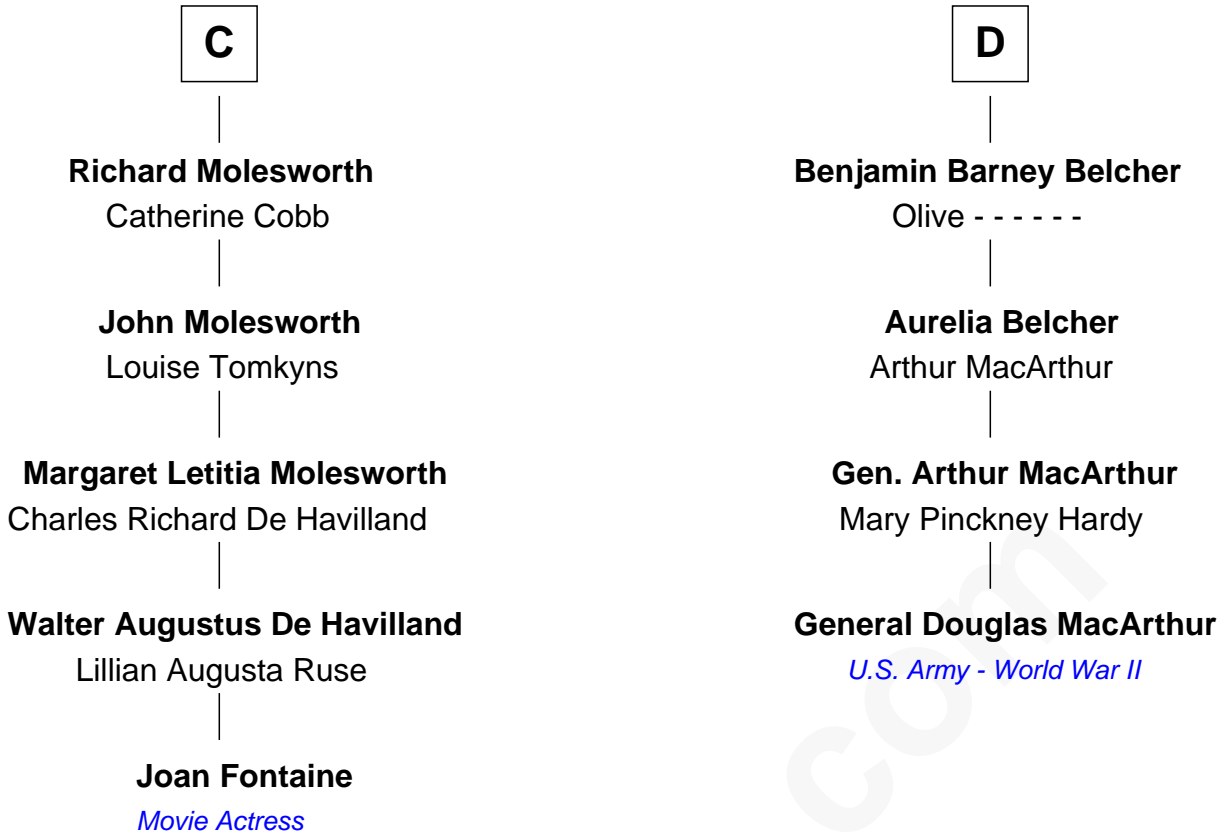 C
Richard Molesworth
Catherine Cobb
John Molesworth
Louise Tomkyns
Margaret Letitia Molesworth
Charles Richard De Havilland
Walter Augustus De Havilland
Lillian Augusta Ruse
Joan Fontaine
Movie Actress
D
Benjamin Barney Belcher
Olive - - - - - -
Aurelia Belcher
Arthur MacArthur
Gen. Arthur MacArthur
Mary Pinckney Hardy
General Douglas MacArthur
U.S. Army - World War II
com